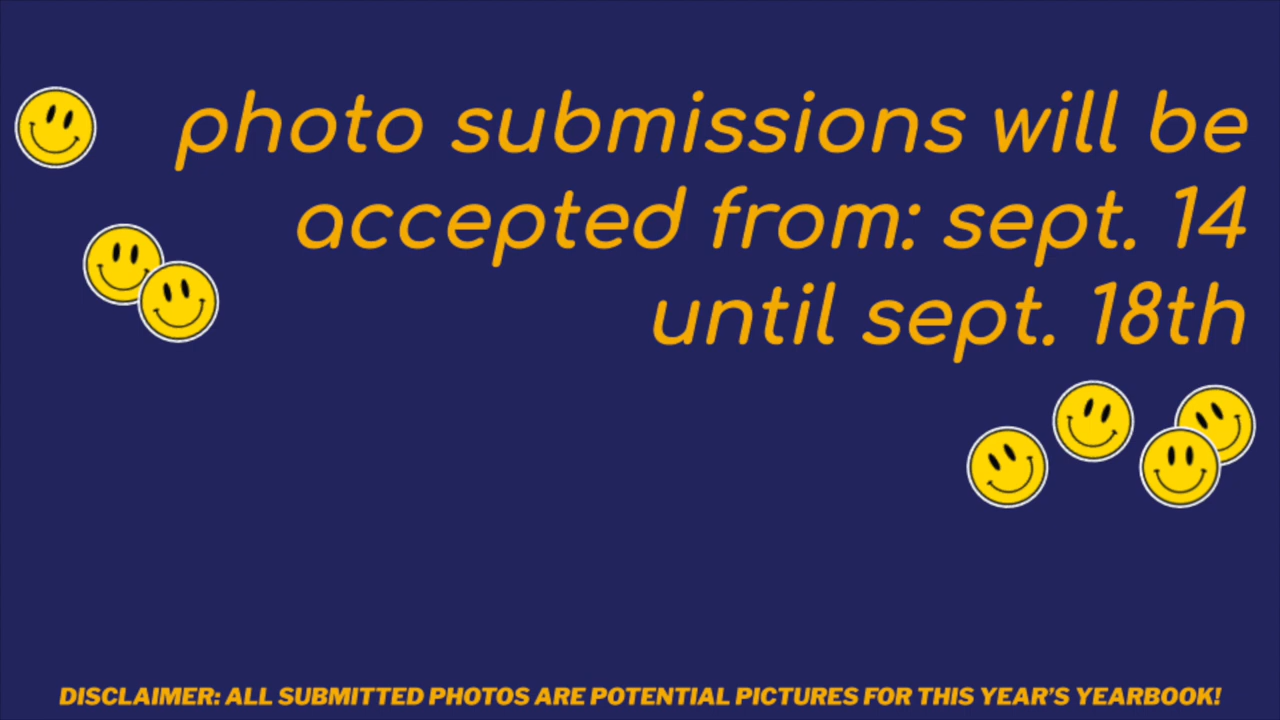 photo submissions will be
accepted from: sept. 14
until sept. 18th
DISCLAIMER: ALL SUBMITTED PHOTOS ARE POTENTIAL PICTURES FOR THIS YEAR'S YEARBOOK!